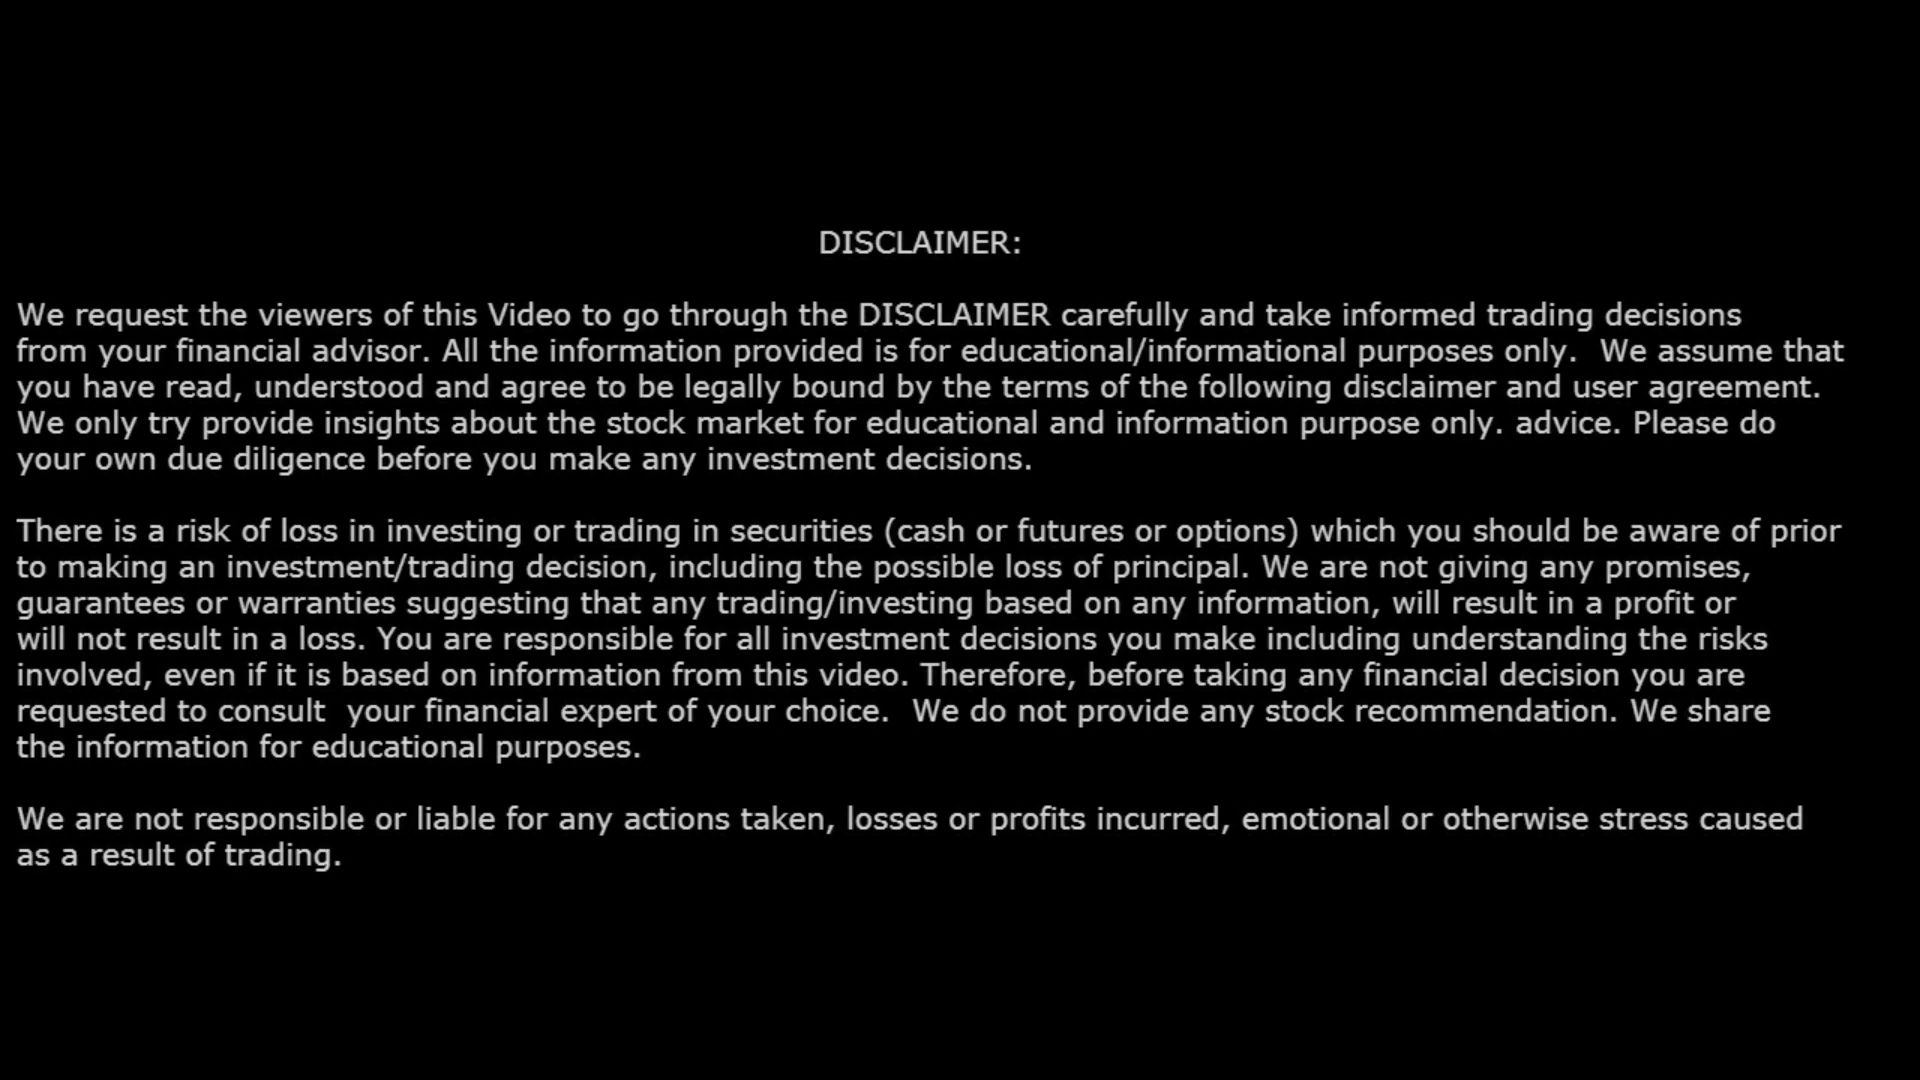 DISCLAIMER:
We request the viewers of this Video to go through the DISCLAIMER carefully and take informed trading decisions
from your financial advisor. All the information provided is for educational/informational purposes only.  We assume that
you have read, understood and agree to be legally bound by the terms of the following disclaimer and user agreement.
We only try provide insights about the stock market for educational and information purpose only. advice. Please do
your own due diligence before you make any investment decisions.
There is a risk of loss in investing or trading in securities (cash or futures or options) which you should be aware of prior
to making an investment/trading decision, including the possible loss of principal. We are not giving any promises,
guarantees or warranties suggesting that any trading/investing based on any information, will result in a profit or
will not result in a loss. You are responsible for all investment decisions you make including understanding the risks
involved, even if it is based on information from this video. Therefore, before taking any financial decision you are
requested to consult  your financial expert of your choice.  We do not provide any stock recommendation. We share
the information for educational purposes.
We are not responsible or liable for any actions taken, losses or profits incurred, emotional or otherwise stress caused
as a result of trading.